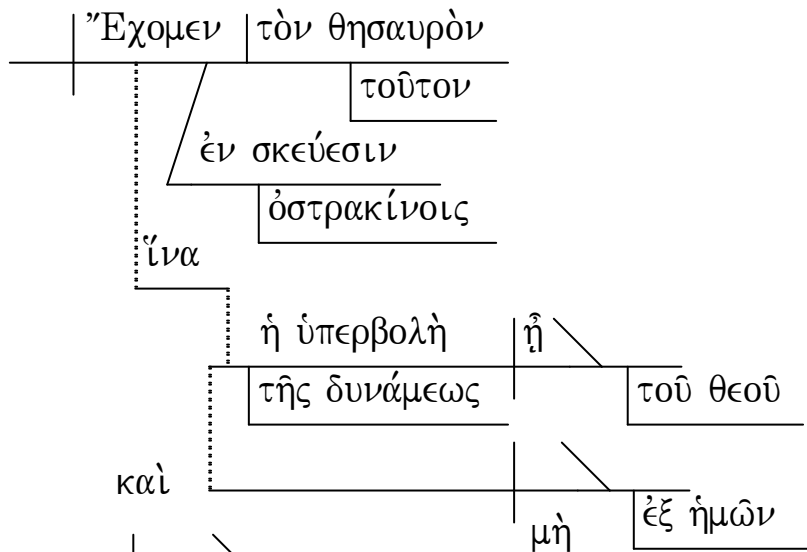 Ἔχομεν τὸν θησαυρὸν
τοῦτον
ἐν σκεύεσιν
ὀστρακίνοις
ἵνα
ἡ ὑπερβολὴ ᾖ
τῆς δυνάμεως τοῦ θεοῦ
καὶ
μὴ ἐξ ἡμῶν